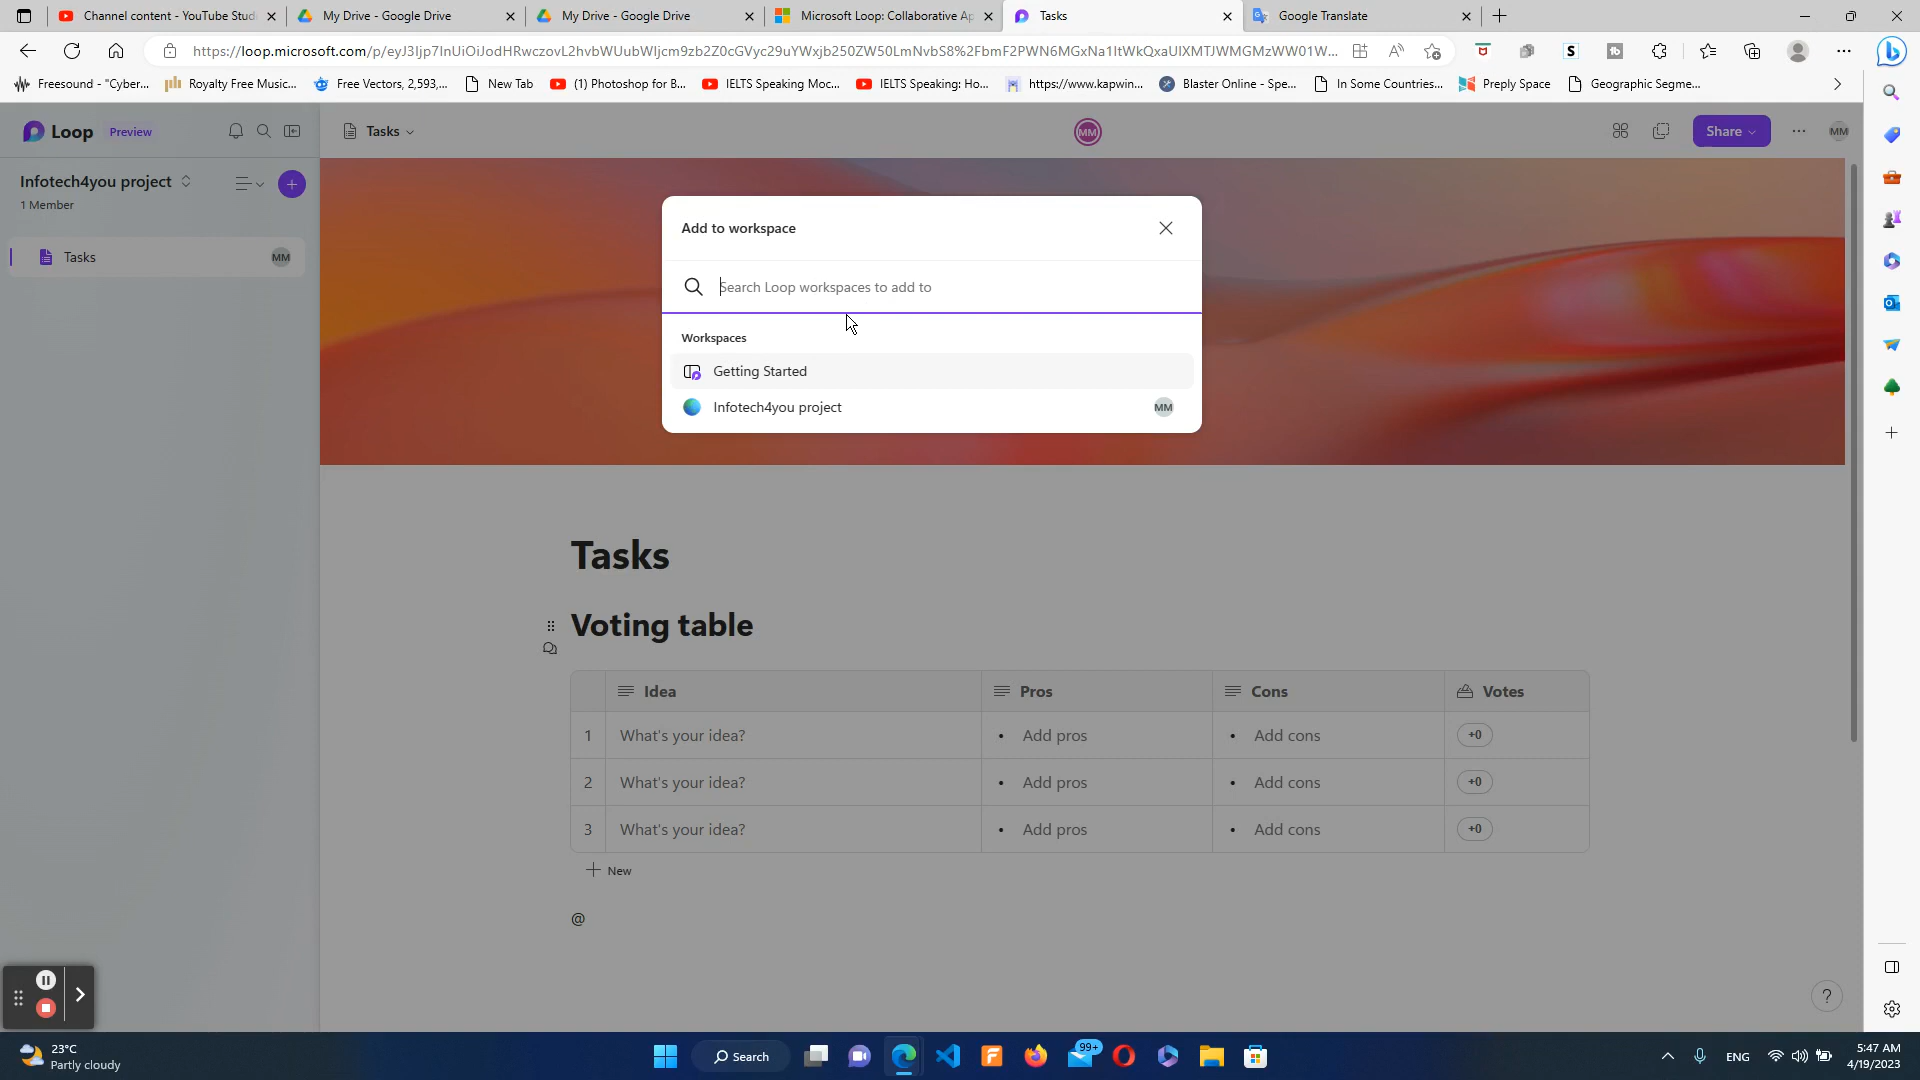 Channel content - YouTube Stud
My Drive - Google Drive
My Drive - Google Drive
Microsoft Loop: Collaborative Ap
Tasks
Google Translate
https://loop.microsoft.com/p/eyJ3Ijp7InUiOiJodHRwczovL2hvbWUubWljcm9zb2Z0cGVyc29uYWxjb250ZW50LmNvbS8%2FbmF2PWN6MGxNa1ItWkQxaUlXMTJWMGMzWW01W...
Freesound - "Cyber...
Royalty Free Music...
Free Vectors, 2,593,...
New Tab
(1) Photoshop for B...
IELTS Speaking Moc...
IELTS Speaking: Ho...
https://www.kapwin...
Blaster Online - Spe...
In Some Countries...
Preply Space
Geographic Segme...
Loop Preview
Tasks
MM
Share
MM
Infotech4you project
1 Member
Tasks
MM
Add to workspace
Search Loop workspaces to add to
Workspaces
Getting Started
Infotech4you project
MM
Tasks
Voting table
Idea Pros Cons Votes
1 What's your idea? • Add pros • Add cons +0
2 What's your idea? • Add pros • Add cons +0
3 What's your idea? • Add pros • Add cons +0
New
@
?
23°C
Partly cloudy
Search
99+
ENG
5:47 AM
4/19/2023